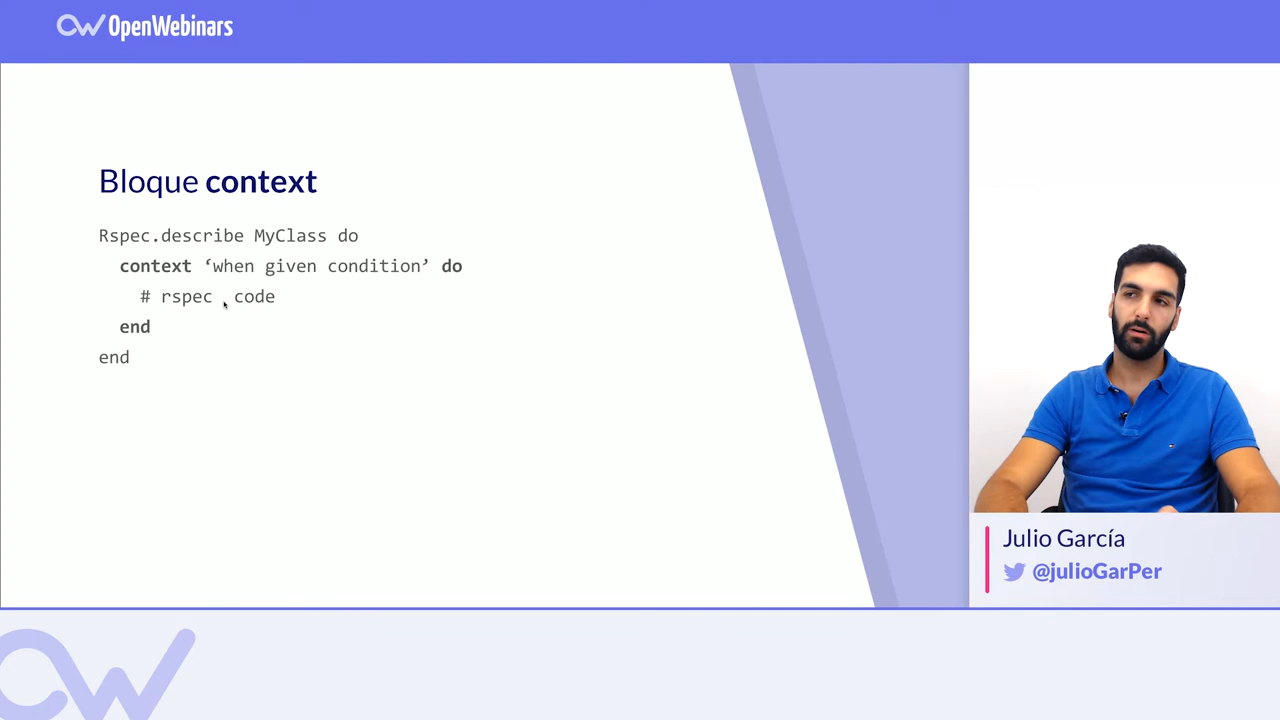 OpenWebinars
Bloque context
Rspec.describe MyClass do
context ‘when given condition’ do
# rspec code
end
end
Julio García
@julioGarPer